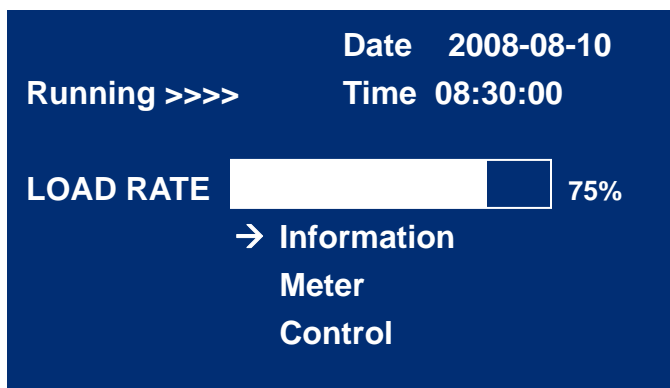 Date 2008-08-10
Running >>>> Time 08:30:00
LOAD RATE 75%
→ Information
Meter
Control